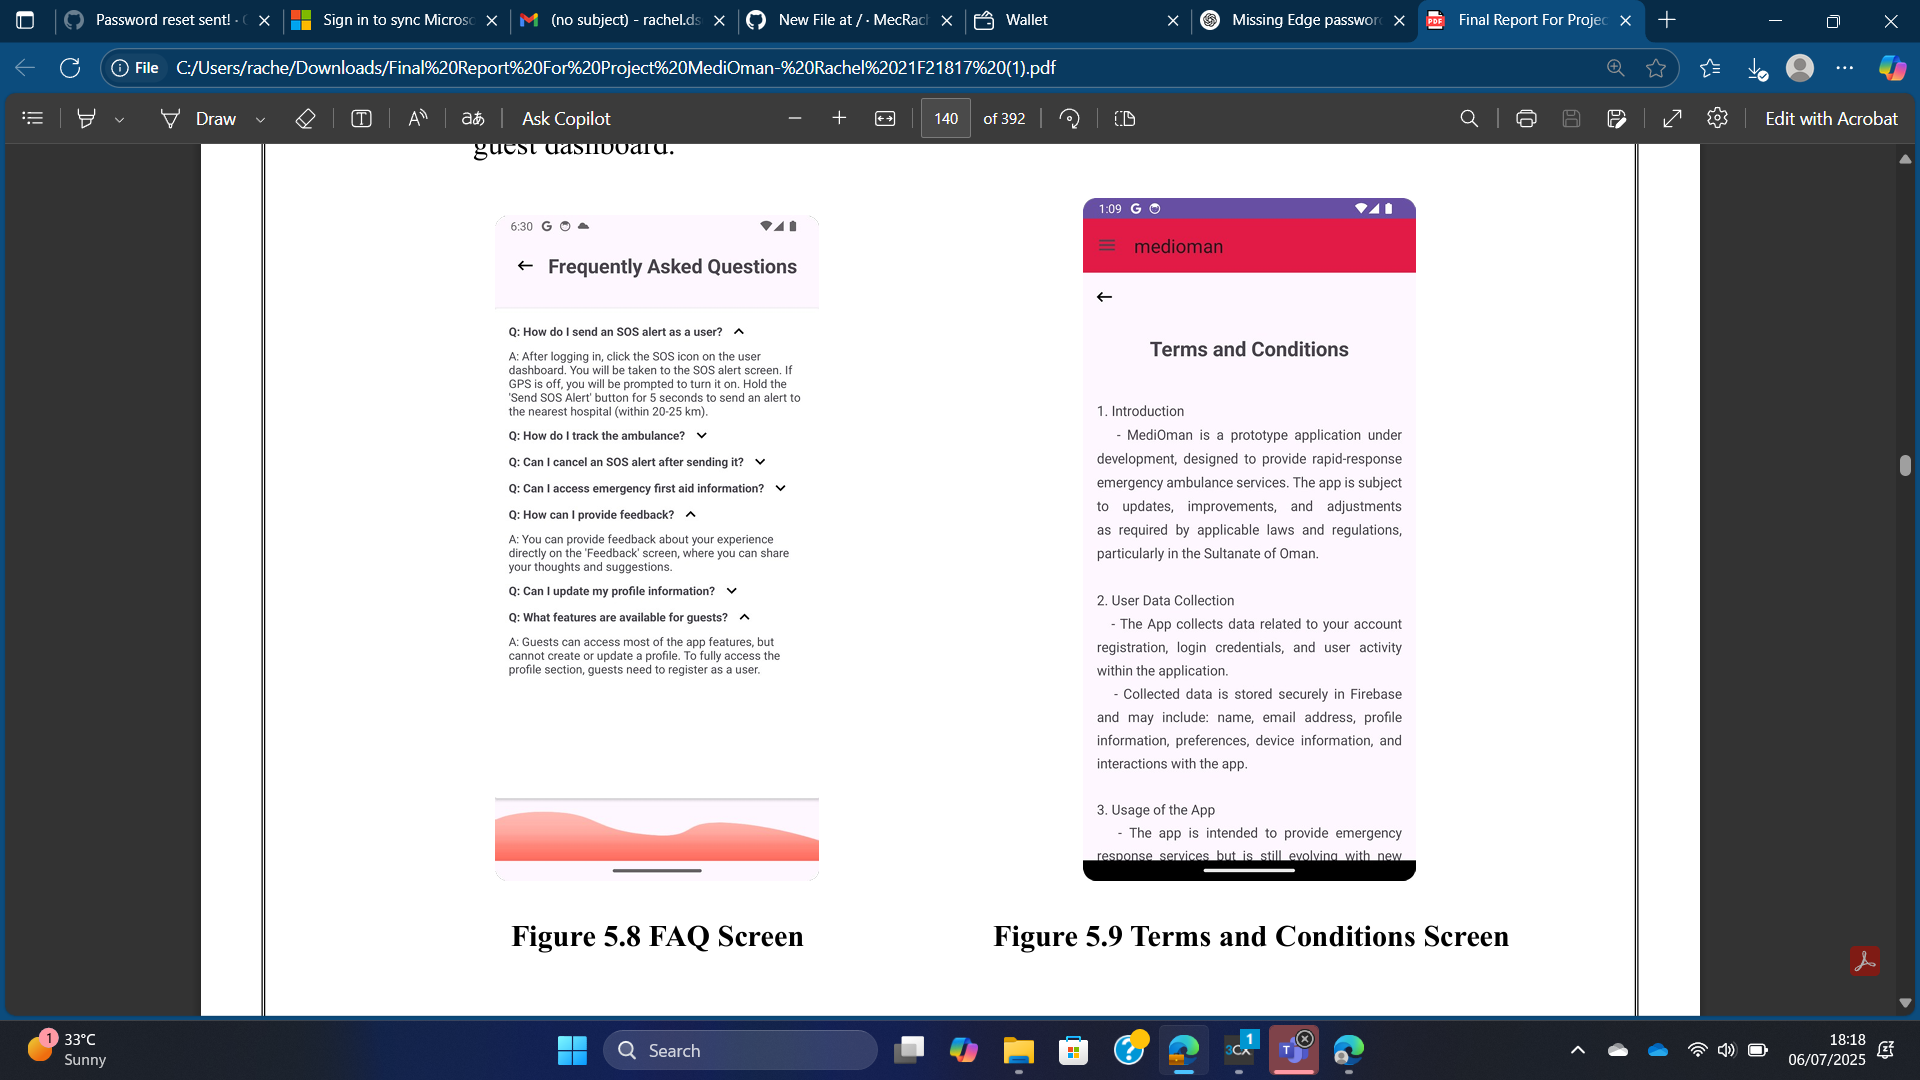 Password reset sent! ·
Sign in to sync Microso
(no subject) - rachel.ds
New File at / · MecRach
Wallet
Missing Edge passwor
PDF
Final Report For Projec
File
C:/Users/rache/Downloads/Final%20Report%20For%20Project%20MediOman-%20Rachel%2021F21817%20(1).pdf
Draw
Ask Copilot
140
of 392
Edit with Acrobat
guest dashboard.
6:30
Frequently Asked Questions
Q: How do I send an SOS alert as a user?
A: After logging in, click the SOS icon on the user
dashboard. You will be taken to the SOS alert screen. If
GPS is off, you will be prompted to turn it on. Hold the
'Send SOS Alert' button for 5 seconds to send an alert to
the nearest hospital (within 20-25 km).
Q: How do I track the ambulance?
Q: Can I cancel an SOS alert after sending it?
Q: Can I access emergency first aid information?
Q: How can I provide feedback?
A: You can provide feedback about your experience
directly on the 'Feedback' screen, where you can share
your thoughts and suggestions.
Q: Can I update my profile information?
Q: What features are available for guests?
A: Guests can access most of the app features, but
cannot create or update a profile. To fully access the
profile section, guests need to register as a user.
Figure 5.8 FAQ Screen
1:09
medioman
Terms and Conditions
1. Introduction
- MediOman is a prototype application under
development, designed to provide rapid-response
emergency ambulance services. The app is subject
to updates, improvements, and adjustments
as required by applicable laws and regulations,
particularly in the Sultanate of Oman.
2. User Data Collection
- The App collects data related to your account
registration, login credentials, and user activity
within the application.
- Collected data is stored securely in Firebase
and may include: name, email address, profile
information, preferences, device information, and
interactions with the app.
3. Usage of the App
- The app is intended to provide emergency
response services but is still evolving with new
Figure 5.9 Terms and Conditions Screen
1
33°C
Sunny
Search
3CX
1
T
18:18
06/07/2025